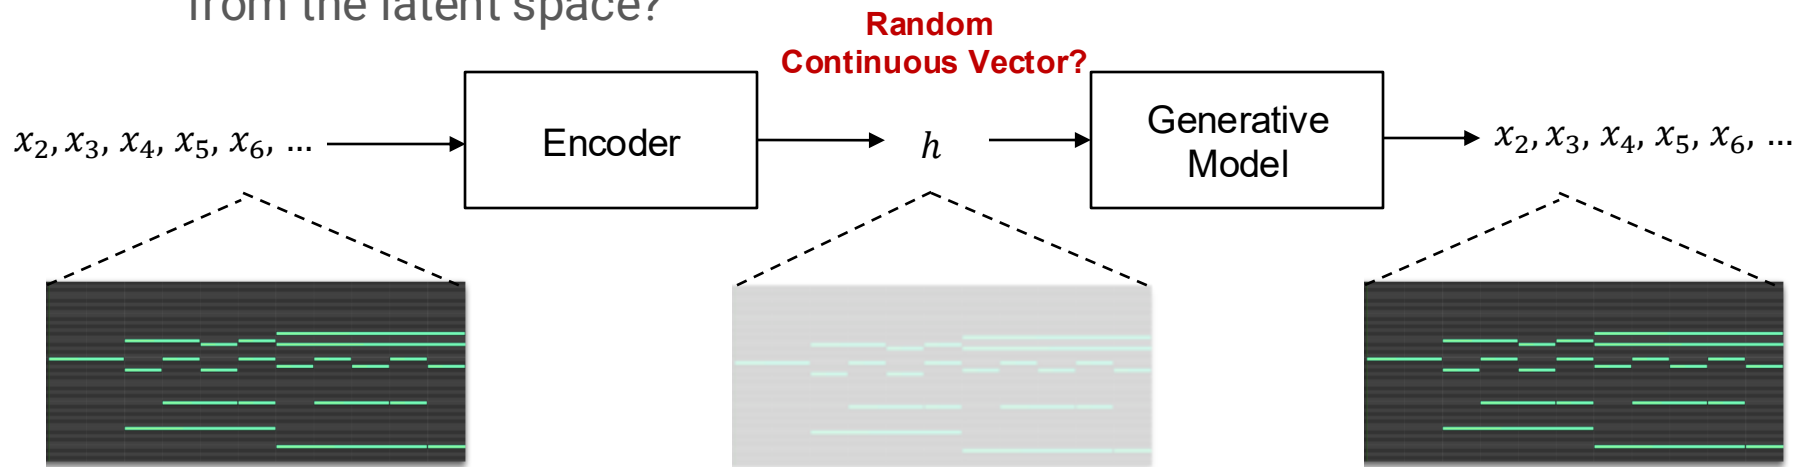 from the latent space?
Random
Continuous Vector?
x₂, x₃, x₄, x₅, x₆, ...
Encoder
h
Generative
Model
x₂, x₃, x₄, x₅, x₆, ...